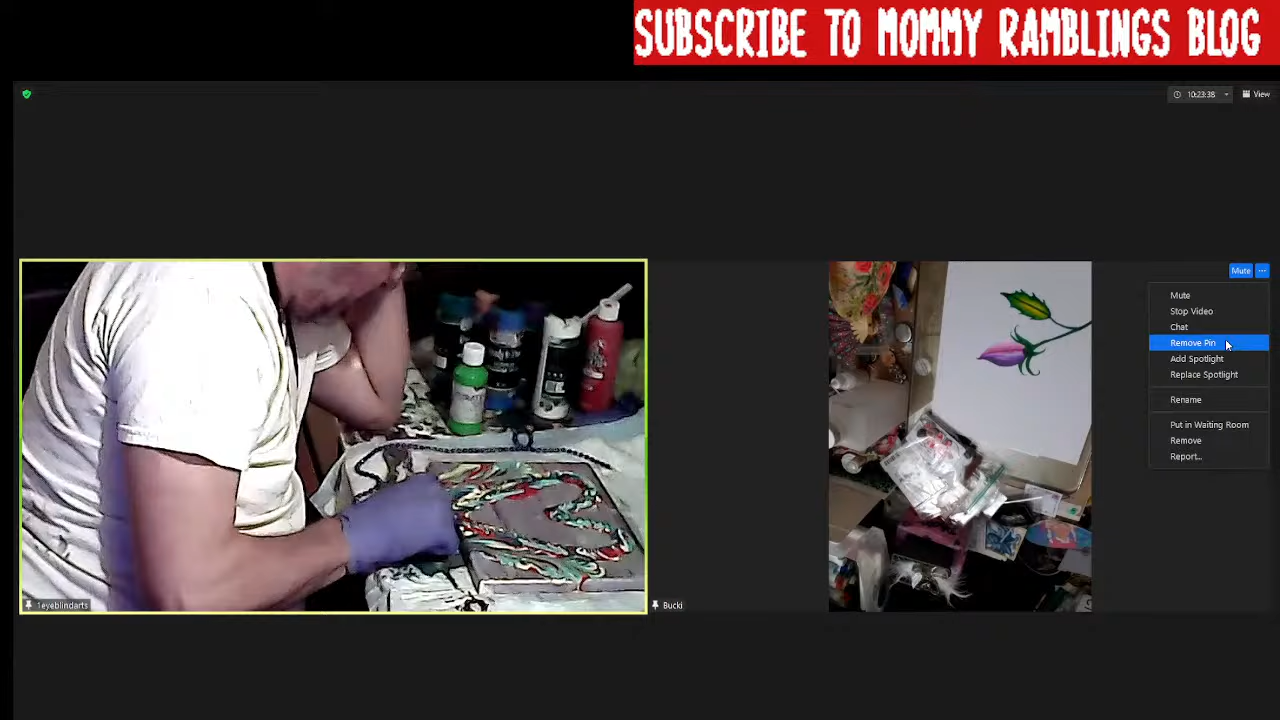 SUBSCRIBE TO MOMMY RAMBLINGS BLOG
10:23:38
View
Mute
Mute
Stop Video
Chat
Remove Pin
Add Spotlight
Replace Spotlight
Rename
Put in Waiting Room
Remove
Report...
1eyeblindarts
Bucki